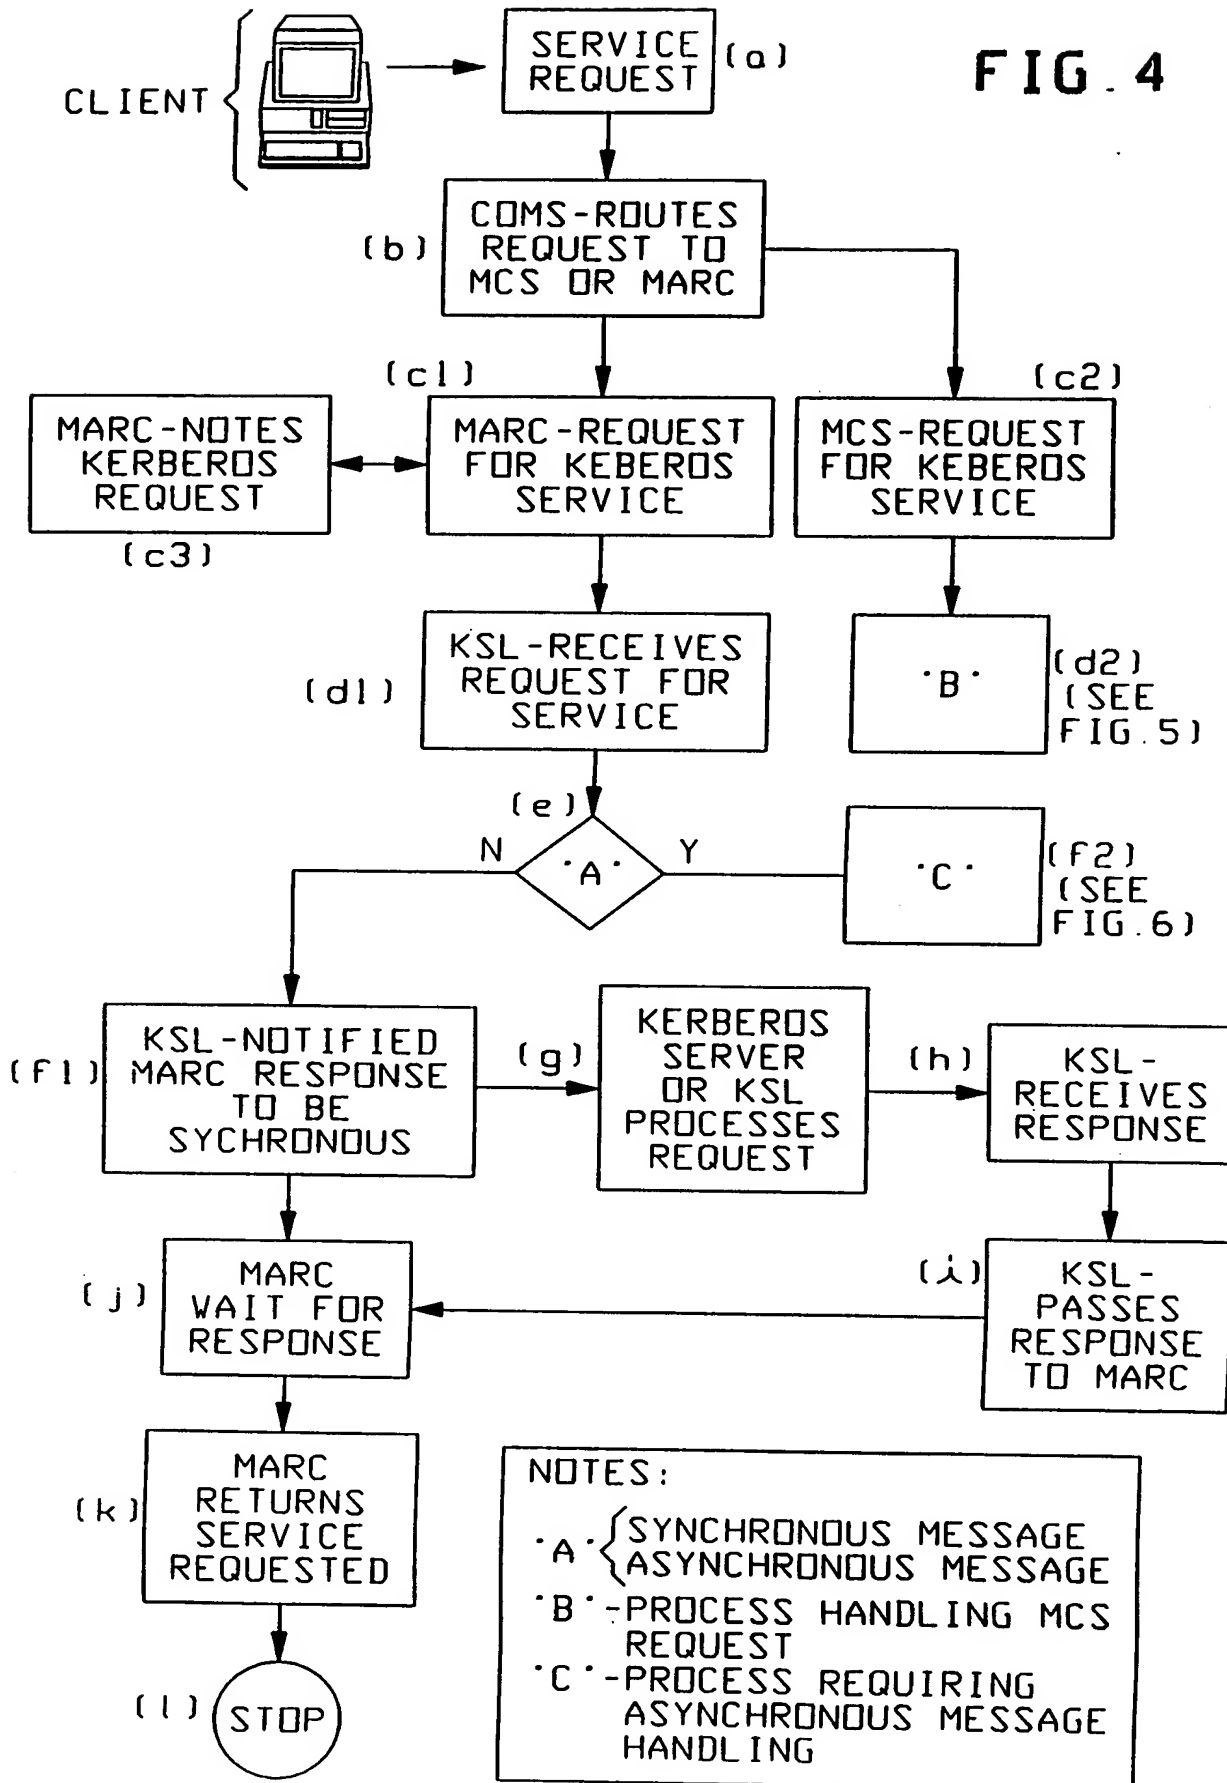 FIG.4
CLIENT
SERVICE
REQUEST
(a)
(b)
COMS-ROUTES
REQUEST TO
MCS OR MARC
(c1)
(c2)
MARC-NOTES
KERBEROS
REQUEST
(c3)
MARC-REQUEST
FOR KEBEROS
SERVICE
MCS-REQUEST
FOR KEBEROS
SERVICE
(d1)
KSL-RECEIVES
REQUEST FOR
SERVICE
"B"
(d2)
(SEE
FIG.5)
(e)
N
"A"
Y
"C"
(f2)
(SEE
FIG.6)
(f1)
KSL-NOTIFIED
MARC RESPONSE
TO BE
SYCHRONOUS
(g)
KERBEROS
SERVER
OR KSL
PROCESSES
REQUEST
(h)
KSL-
RECEIVES
RESPONSE
(j)
MARC
WAIT FOR
RESPONSE
(i)
KSL-
PASSES
RESPONSE
TO MARC
(k)
MARC
RETURNS
SERVICE
REQUESTED
(l)
STOP
NOTES:
"A" { SYNCHRONOUS MESSAGE
ASYNCHRONOUS MESSAGE
"B"-PROCESS HANDLING MCS
REQUEST
"C"-PROCESS REQUIRING
ASYNCHRONOUS MESSAGE
HANDLING